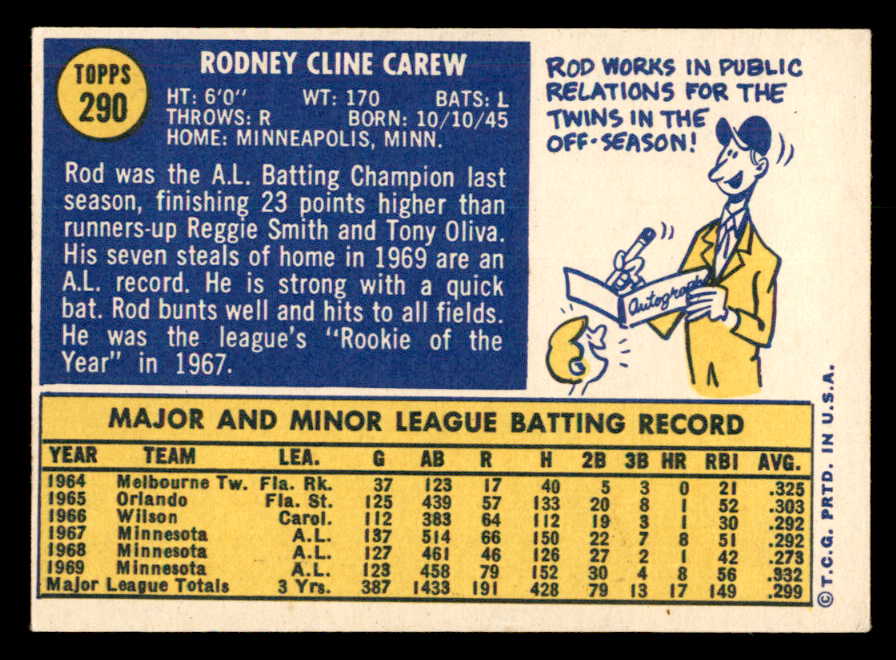 TOPPS
290
RODNEY CLINE CAREW
HT: 6'0" WT: 170 BATS: L
THROWS: R BORN: 10/10/45
HOME: MINNEAPOLIS, MINN.
Rod was the A.L. Batting Champion last
season, finishing 23 points higher than
runners-up Reggie Smith and Tony Oliva.
His seven steals of home in 1969 are an
A.L. record. He is strong with a quick
bat. Rod bunts well and hits to all fields.
He was the league's "Rookie of the
Year" in 1967.
ROD WORKS IN PUBLIC
RELATIONS FOR THE
TWINS IN THE
OFF-SEASON!
Autographs
MAJOR AND MINOR LEAGUE BATTING RECORD
YEAR TEAM LEA. G AB R H 2B 3B HR RBI AVG.
1964 Melbourne Tw. Fla. Rk. 37 123 17 40 5 3 0 21 .325
1965 Orlando Fla. St. 125 439 57 133 20 8 1 52 .303
1966 Wilson Carol. 112 383 64 112 19 3 1 30 .292
1967 Minnesota A.L. 137 514 66 150 22 7 8 51 .292
1968 Minnesota A.L. 127 461 46 126 27 2 1 42 .273
1969 Minnesota A.L. 123 458 79 152 30 4 8 56 .332
Major League Totals 3 Yrs. 387 1433 191 428 79 13 17 149 .299
© T.C.G. PRTD. IN U.S.A.